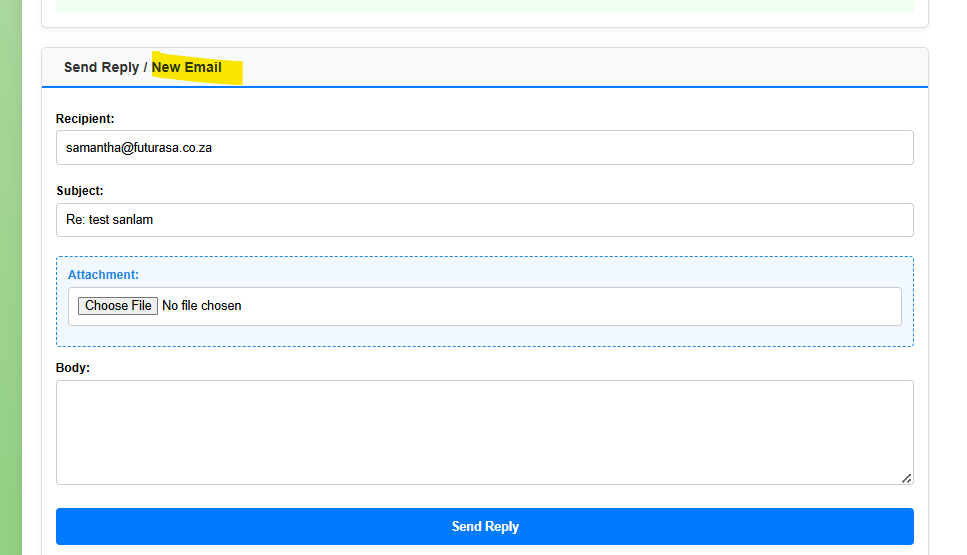 Send Reply / New Email
Recipient:
samantha@futurasa.co.za
Subject:
Re: test sanlam
Attachment:
Choose File No file chosen
Body:
Send Reply